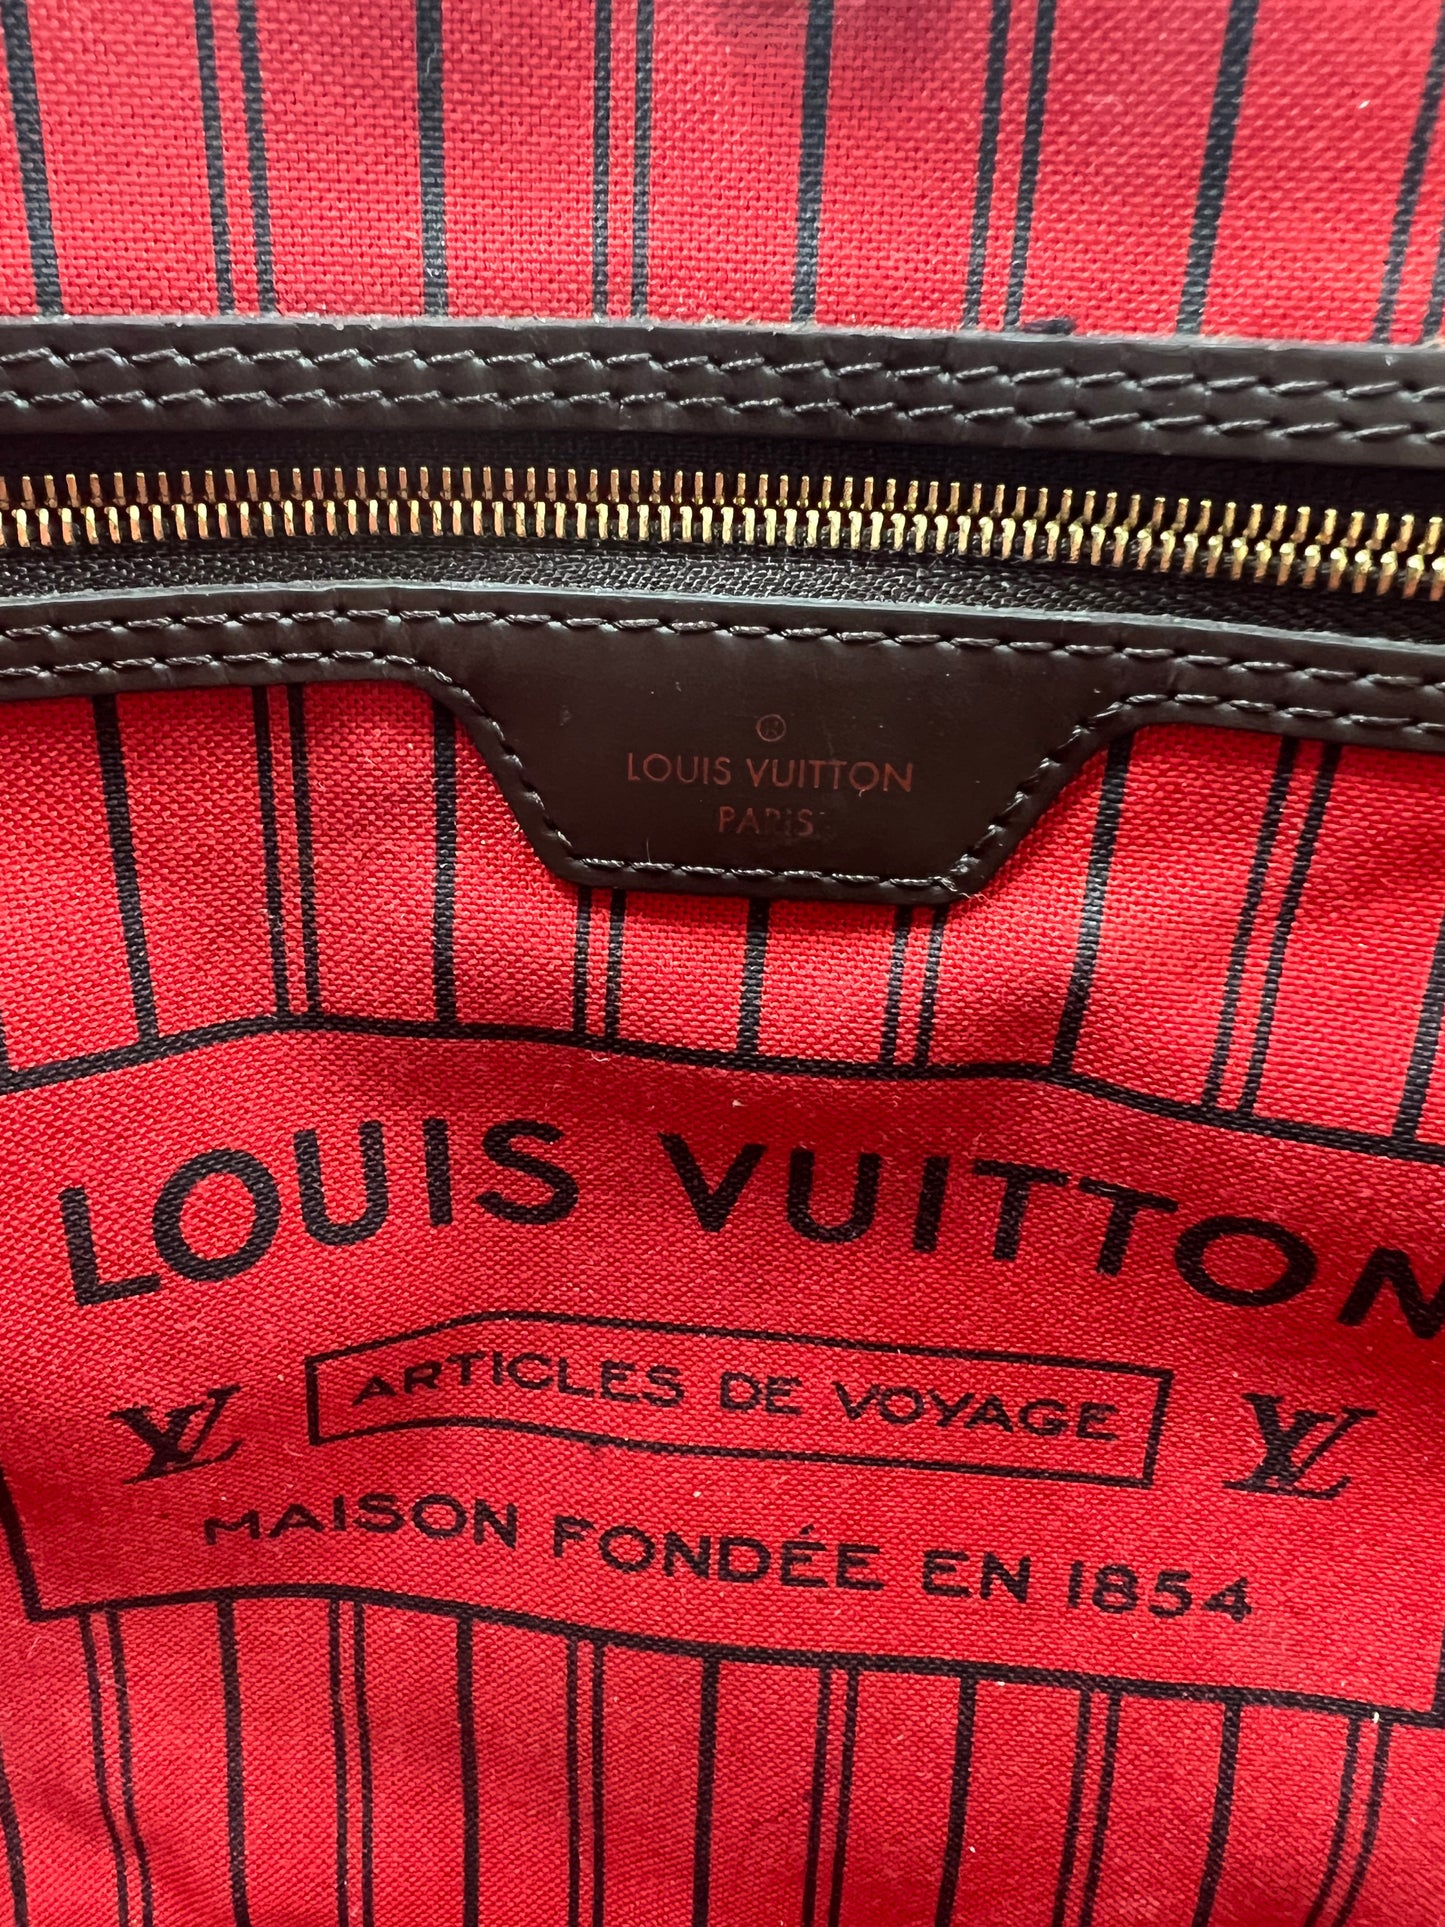 ®
LOUIS VUITTON
PARIS
LOUIS VUITTON
LV ARTICLES DE VOYAGE LV
MAISON FONDÉE EN 1854